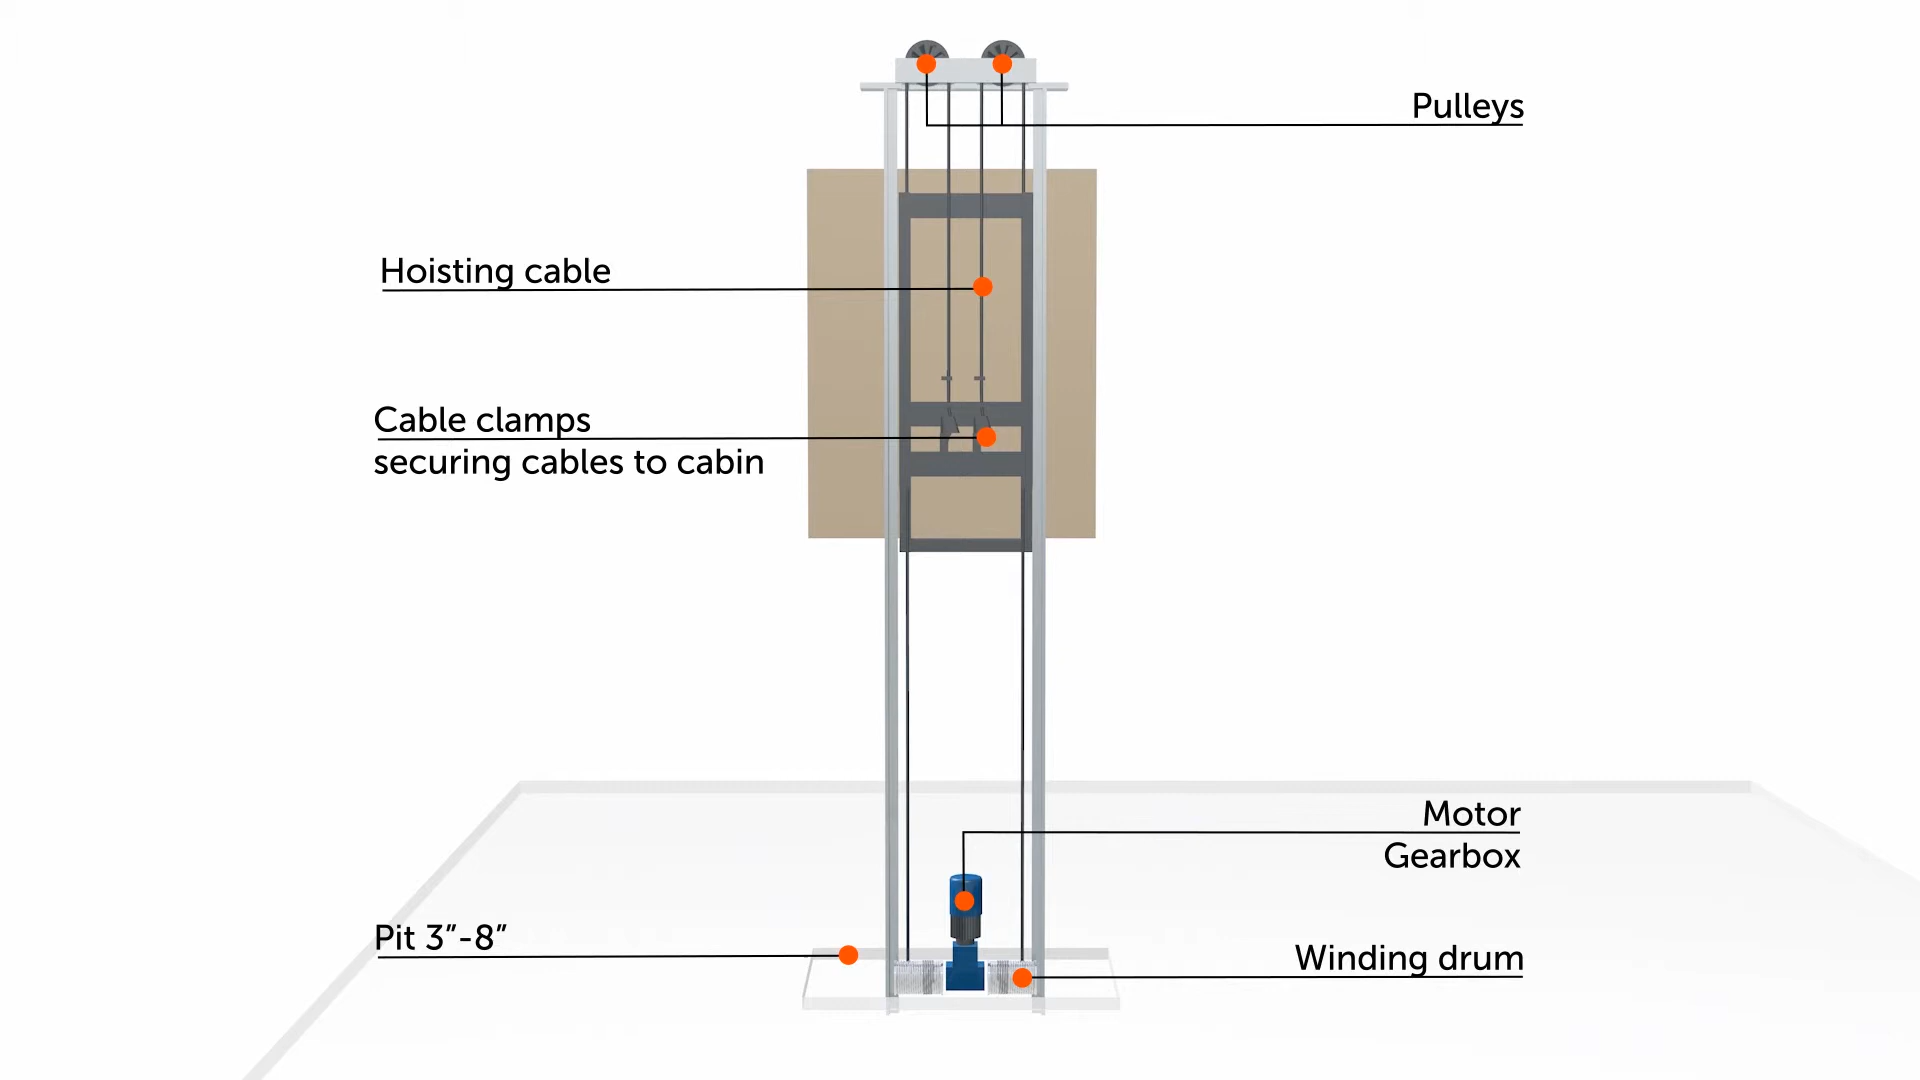 Pulleys
Hoisting cable
Cable clamps
securing cables to cabin
Motor
Gearbox
Pit 3”-8”
Winding drum